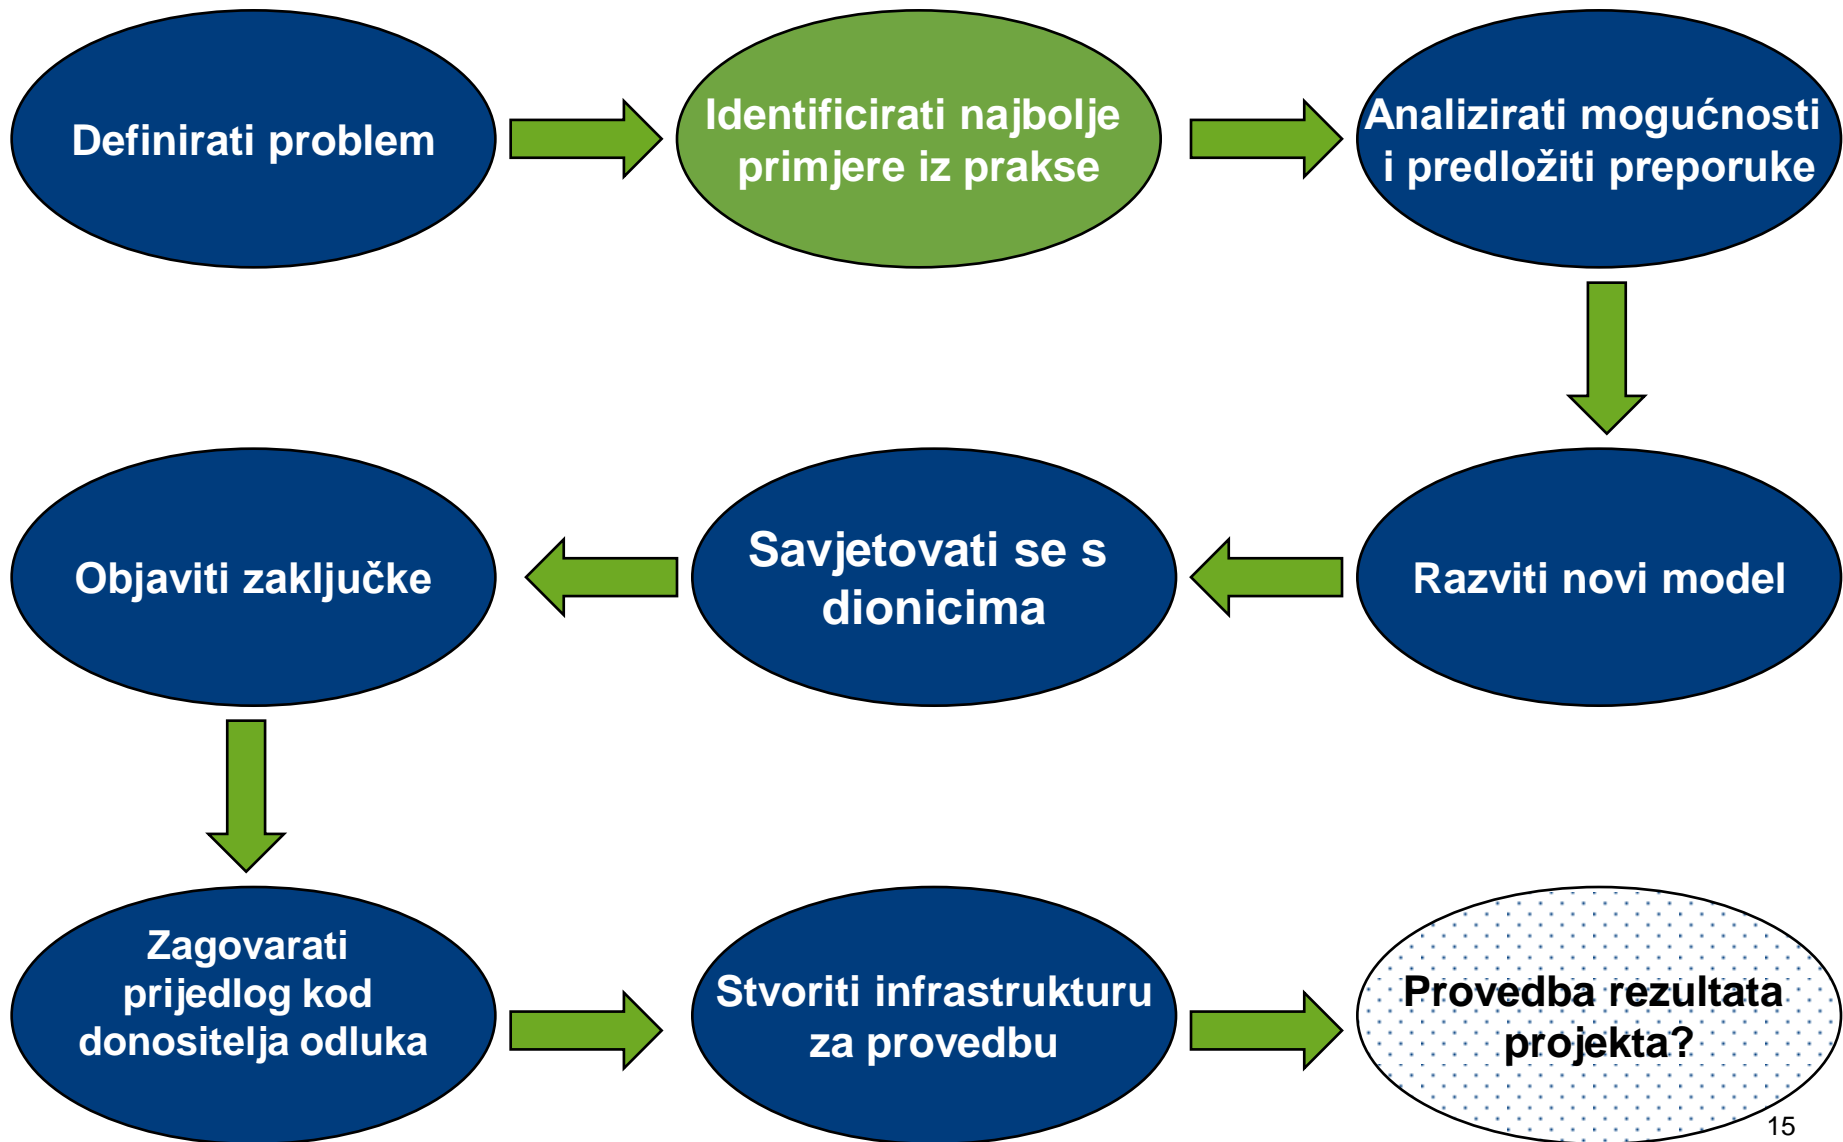 Definirati problem
Identificirati najbolje
primjere iz prakse
Analizirati mogućnosti
i predložiti preporuke
Razviti novi model
Savjetovati se s
dionicima
Objaviti zaključke
Zagovarati
prijedlog kod
donositelja odluka
Stvoriti infrastrukturu
za provedbu
Provedba rezultata
projekta?
15